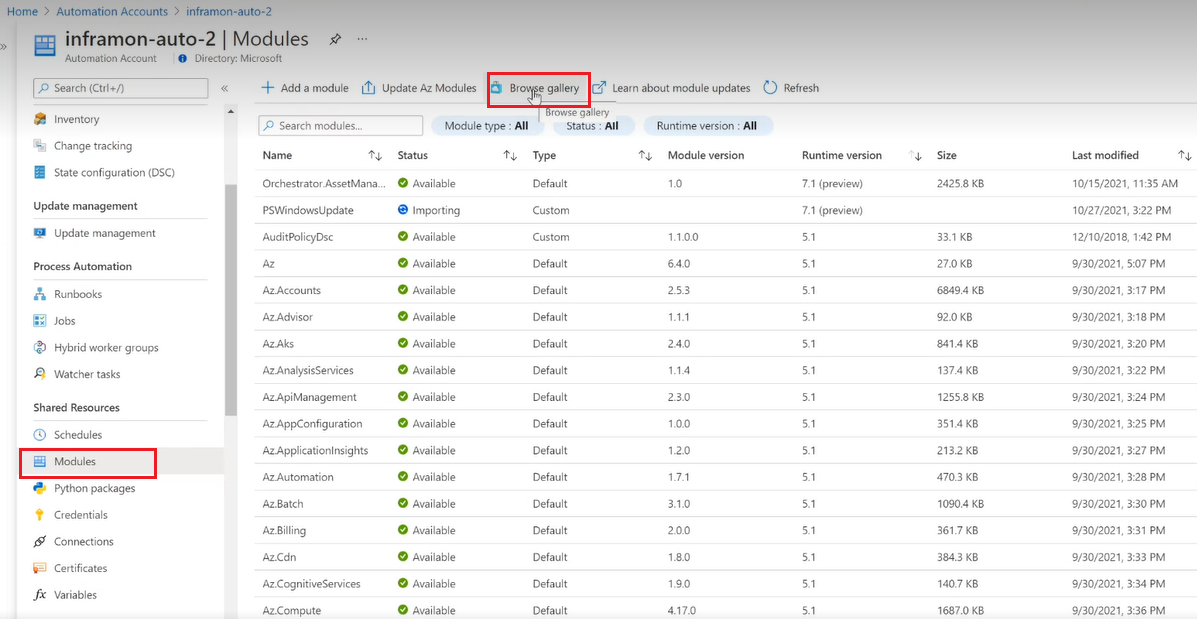 Home > Automation Accounts > inframon-auto-2
inframon-auto-2 | Modules ...
Automation Account Directory: Microsoft
Search (Ctrl+/)
«
»
Inventory
Change tracking
State configuration (DSC)
Update management
Update management
Process Automation
Runbooks
Jobs
Hybrid worker groups
Watcher tasks
Shared Resources
Schedules
Modules
Python packages
Credentials
Connections
Certificates
fx Variables
+ Add a module Update Az Modules Browse gallery Learn about module updates Refresh
Browse gallery
Search modules... Module type : All Status : All Runtime version : All
Name ↑↓ Status ↑↓ Type ↑↓ Module version Runtime version ↑↓ Size Last modified ↑↓
Orchestrator.AssetMana... Available Default 1.0 7.1 (preview) 2425.8 KB 10/15/2021, 11:35 AM
PSWindowsUpdate Importing Custom 7.1 (preview) 10/27/2021, 3:22 PM
AuditPolicyDsc Available Custom 1.1.0.0 5.1 33.1 KB 12/10/2018, 1:42 PM
Az Available Default 6.4.0 5.1 27.0 KB 9/30/2021, 5:07 PM
Az.Accounts Available Default 2.5.3 5.1 6849.4 KB 9/30/2021, 3:17 PM
Az.Advisor Available Default 1.1.1 5.1 92.0 KB 9/30/2021, 3:18 PM
Az.Aks Available Default 2.4.0 5.1 841.4 KB 9/30/2021, 3:20 PM
Az.AnalysisServices Available Default 1.1.4 5.1 137.4 KB 9/30/2021, 3:22 PM
Az.ApiManagement Available Default 2.3.0 5.1 1255.8 KB 9/30/2021, 3:24 PM
Az.AppConfiguration Available Default 1.0.0 5.1 351.4 KB 9/30/2021, 3:25 PM
Az.ApplicationInsights Available Default 1.2.0 5.1 213.2 KB 9/30/2021, 3:27 PM
Az.Automation Available Default 1.7.1 5.1 470.3 KB 9/30/2021, 3:28 PM
Az.Batch Available Default 3.1.0 5.1 1090.4 KB 9/30/2021, 3:30 PM
Az.Billing Available Default 2.0.0 5.1 361.7 KB 9/30/2021, 3:31 PM
Az.Cdn Available Default 1.8.0 5.1 384.3 KB 9/30/2021, 3:33 PM
Az.CognitiveServices Available Default 1.9.0 5.1 140.7 KB 9/30/2021, 3:34 PM
Az.Compute Available Default 4.17.0 5.1 1687.0 KB 9/30/2021, 3:36 PM